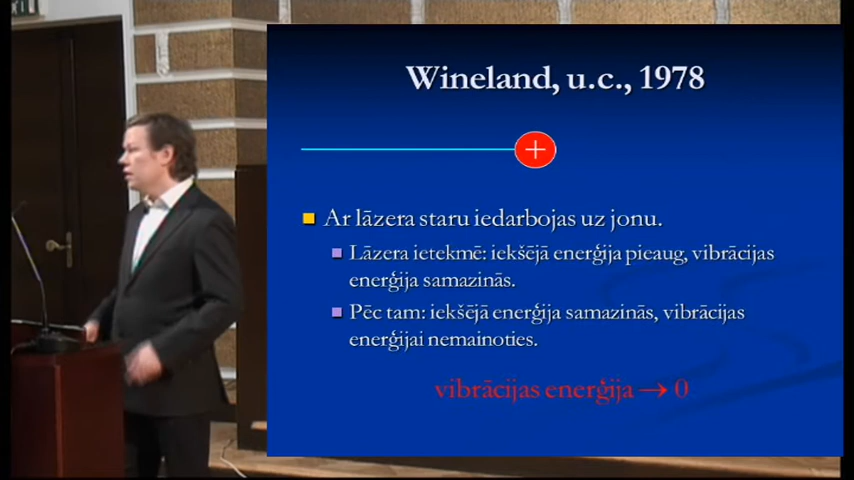 Wineland, u.c., 1978
+
Ar lāzera staru iedarbojas uz jonu.
Lāzera ietekmē: iekšējā enerģija pieaug, vibrācijas
enerģija samazinās.
Pēc tam: iekšējā enerģija samazinās, vibrācijas
enerģijai nemainoties.
vibrācijas enerģija → 0